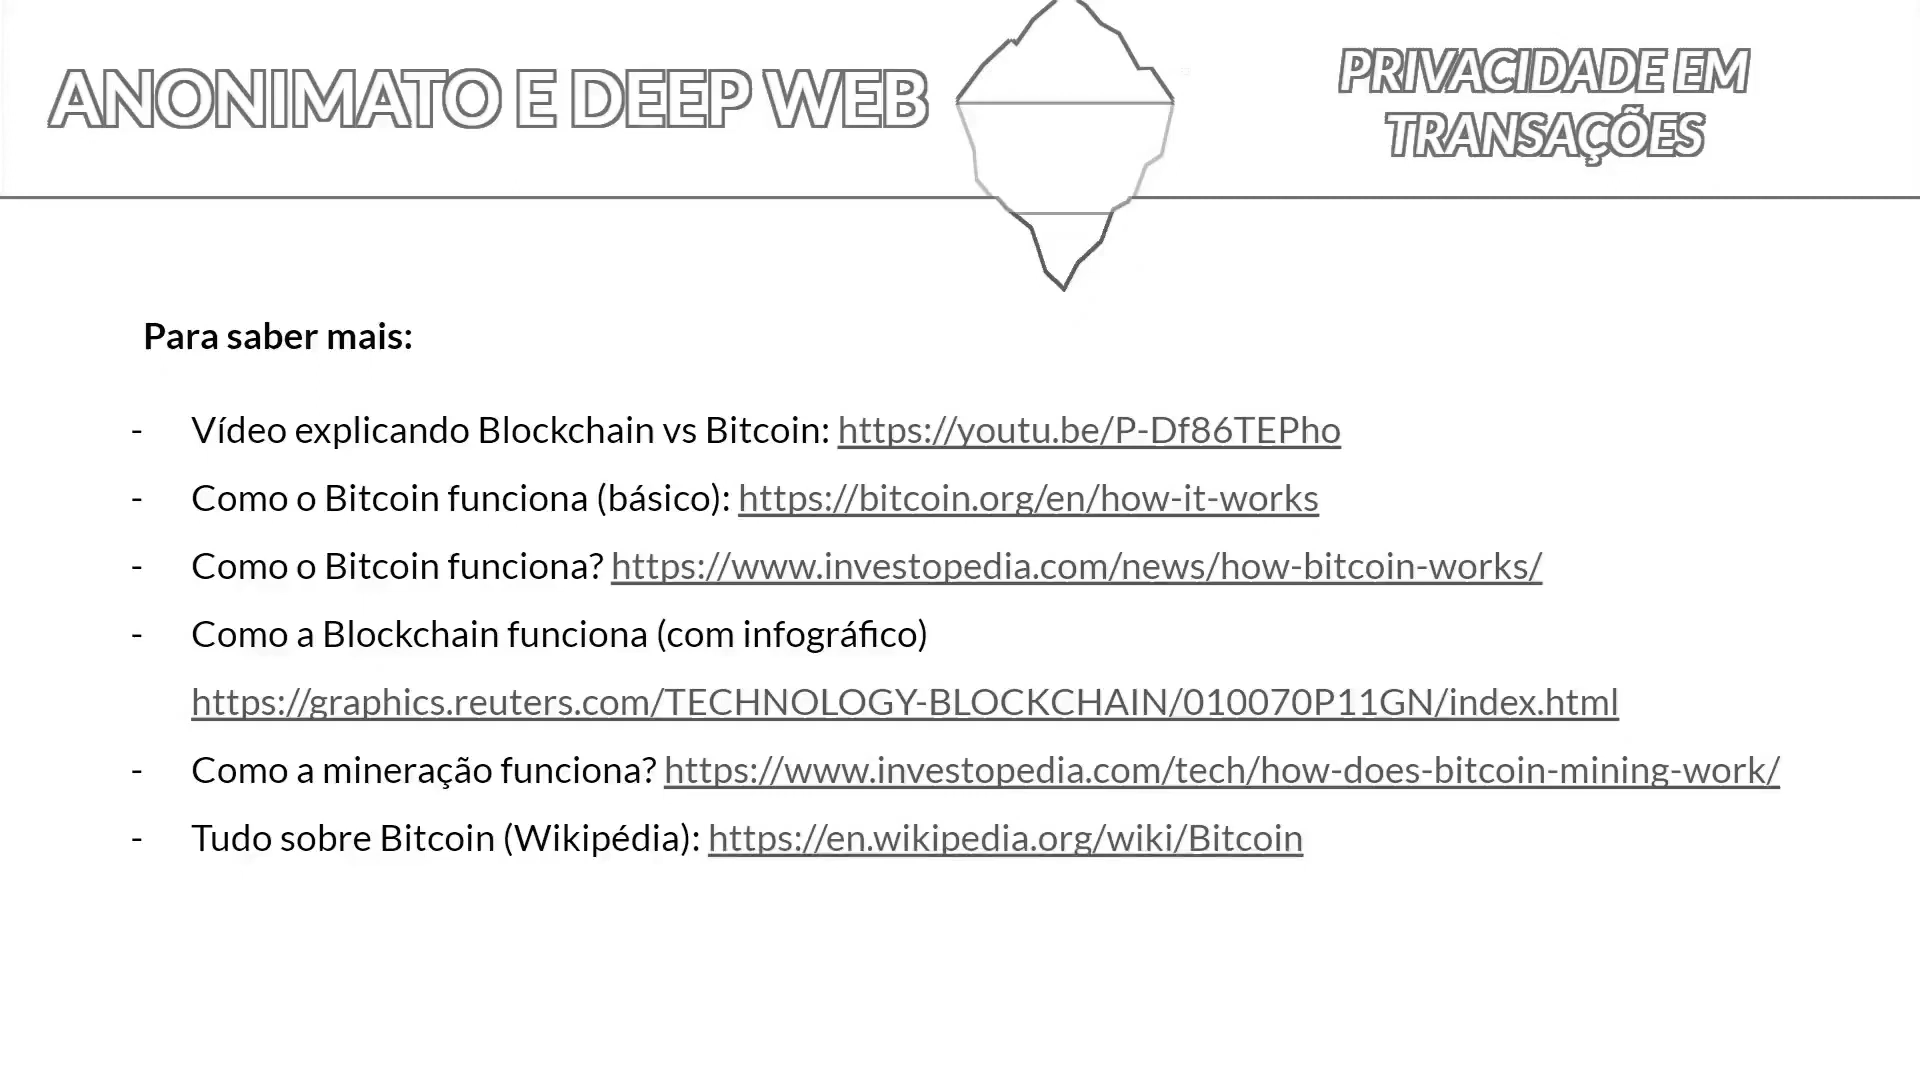 ANONIMATO E DEEP WEB
PRIVACIDADE EM
TRANSAÇÕES
Para saber mais:
- Vídeo explicando Blockchain vs Bitcoin: https://youtu.be/P-Df86TEPho
- Como o Bitcoin funciona (básico): https://bitcoin.org/en/how-it-works
- Como o Bitcoin funciona? https://www.investopedia.com/news/how-bitcoin-works/
- Como a Blockchain funciona (com infográfico)
https://graphics.reuters.com/TECHNOLOGY-BLOCKCHAIN/010070P11GN/index.html
- Como a mineração funciona? https://www.investopedia.com/tech/how-does-bitcoin-mining-work/
- Tudo sobre Bitcoin (Wikipédia): https://en.wikipedia.org/wiki/Bitcoin